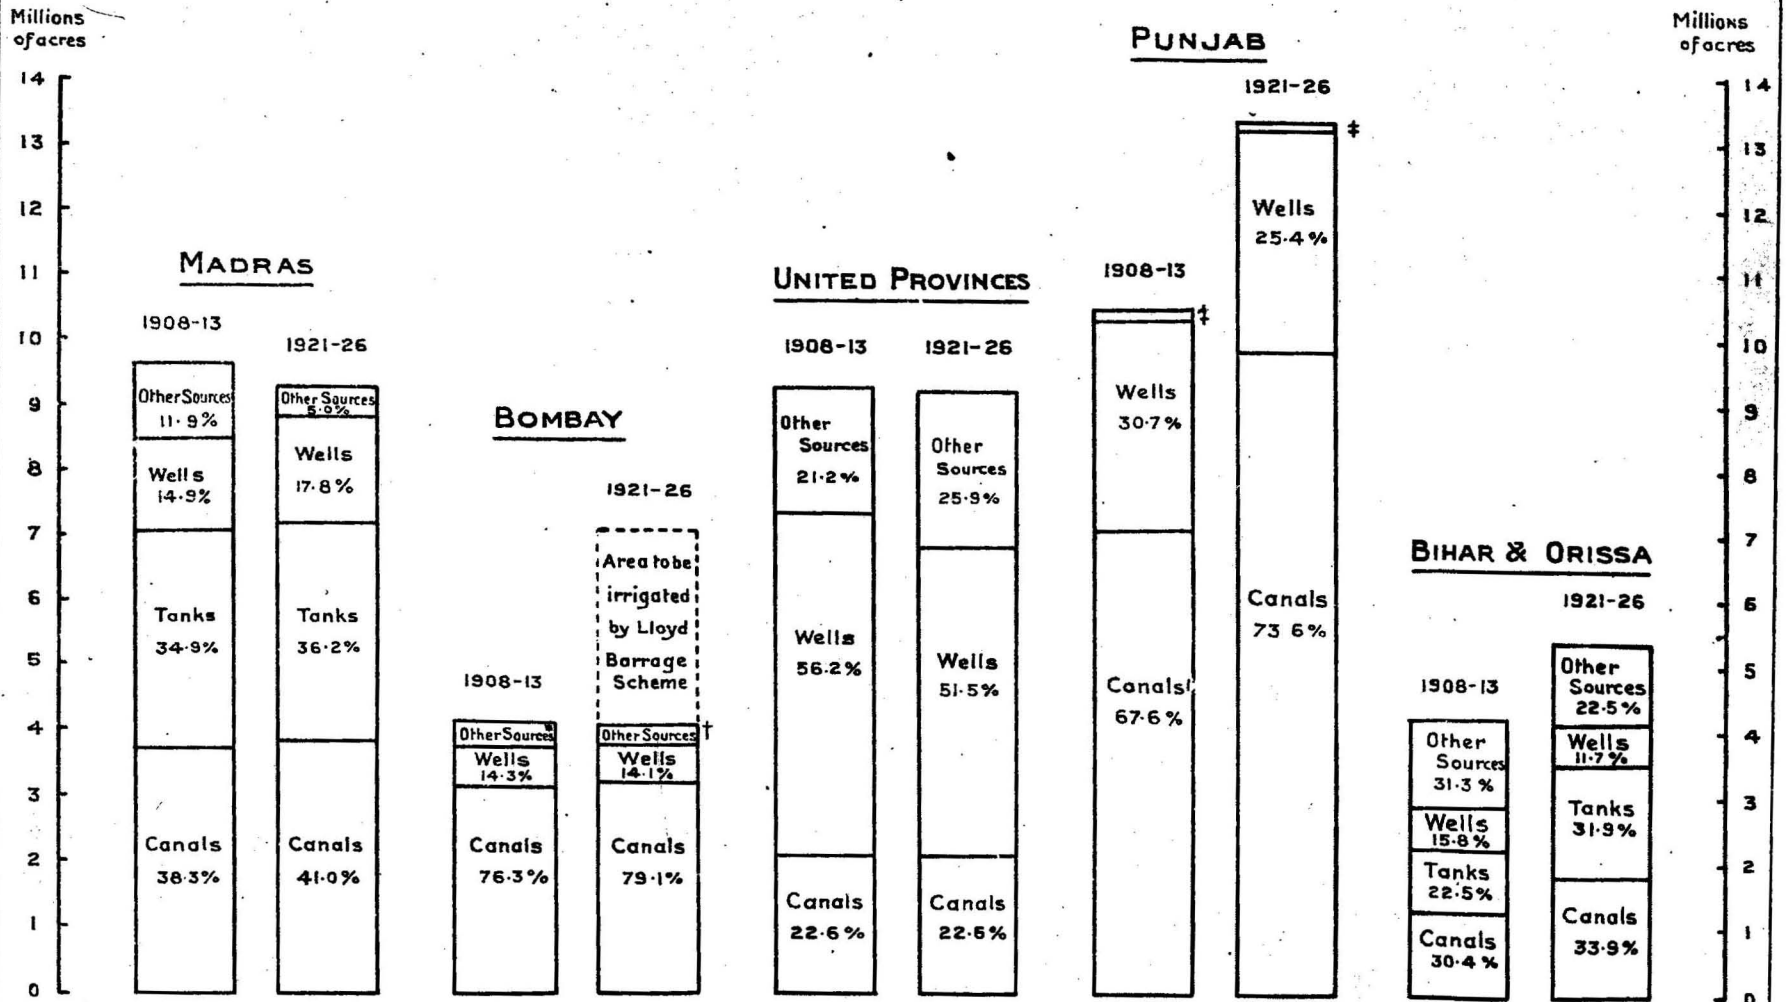 Millions
of acres
14
13
12
11
10
9
8
7
6
5
4
3
2
1
0
MADRAS
1908-13
Other Sources
11.9%
Wells
14.9%
Tanks
34.9%
Canals
38.3%
1921-26
Other Sources
5.0%
Wells
17.8%
Tanks
36.2%
Canals
41.0%
BOMBAY
1908-13
Other Sources*
Wells
14.3%
Canals
76.3%
1921-26
Area to be
irrigated
by Lloyd
Barrage
Scheme
Other Sources †
Wells
14.1%
Canals
79.1%
UNITED PROVINCES
1908-13
Other
Sources
21.2%
Wells
56.2%
Canals
22.6%
1921-26
Other
Sources
25.9%
Wells
51.5%
Canals
22.6%
PUNJAB
1908-13
‡
Wells
30.7%
Canals
67.6%
1921-26
‡
Wells
25.4%
Canals
73.6%
BIHAR & ORISSA
1908-13
Other
Sources
31.3%
Wells
15.8%
Tanks
22.5%
Canals
30.4%
1921-26
Other
Sources
22.5%
Wells
11.7%
Tanks
31.9%
Canals
33.9%
Millions
of acres
14
13
12
11
10
9
8
7
6
5
4
3
2
1
0